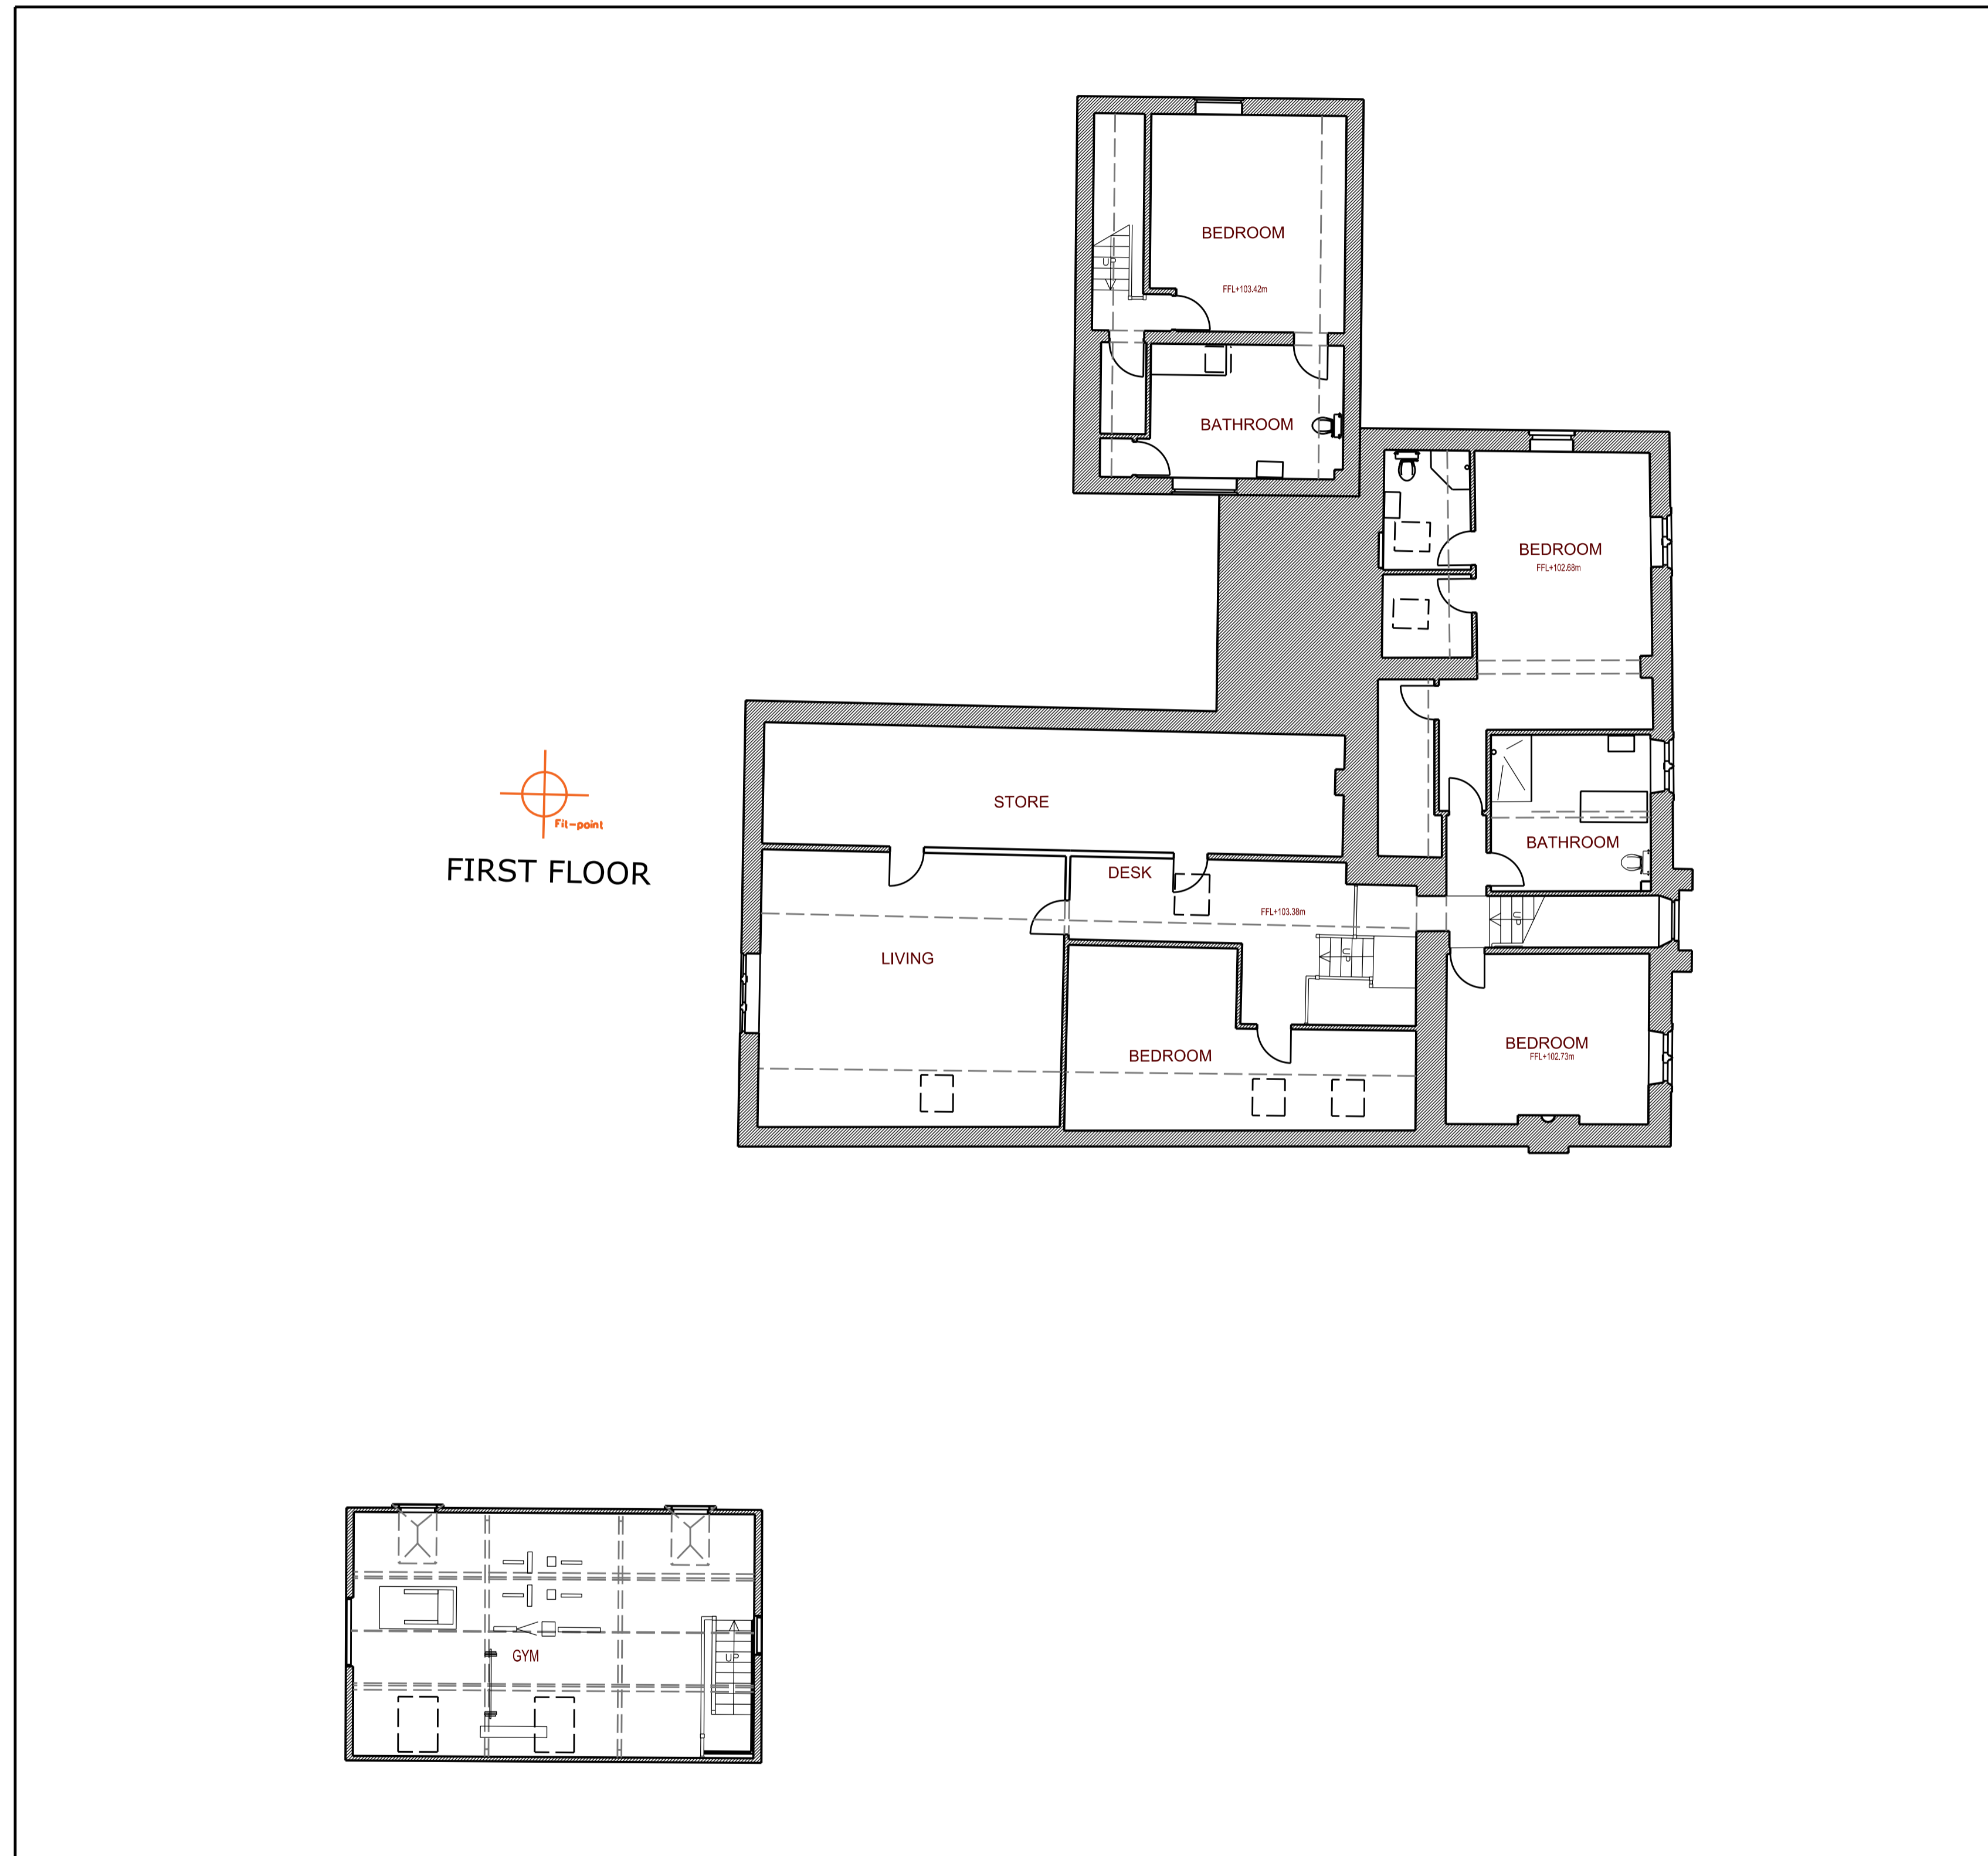 BEDROOM
UP
FFL+103.42m
BATHROOM
BEDROOM
FFL+102.68m
STORE
Fit-point
BATHROOM
FIRST FLOOR
DESK
FFL+103.38m
UP
LIVING
UP
BEDROOM
FFL+102.73m
BEDROOM
GYM
UP